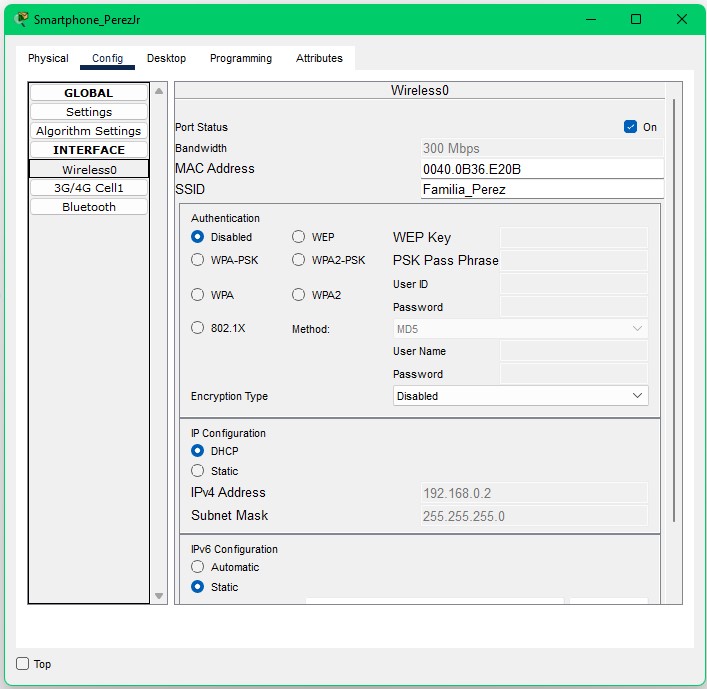 Smartphone_PerezJr
Physical Config Desktop Programming Attributes
GLOBAL
Settings
Algorithm Settings
INTERFACE
Wireless0
3G/4G Cell1
Bluetooth
Wireless0
Port Status On
Bandwidth 300 Mbps
MAC Address 0040.0B36.E20B
SSID Familia_Perez
Authentication
Disabled WEP WEP Key
WPA-PSK WPA2-PSK PSK Pass Phrase
User ID
WPA WPA2 Password
802.1X Method: MD5
User Name
Password
Encryption Type Disabled
IP Configuration
DHCP
Static
IPv4 Address 192.168.0.2
Subnet Mask 255.255.255.0
IPv6 Configuration
Automatic
Static
Top